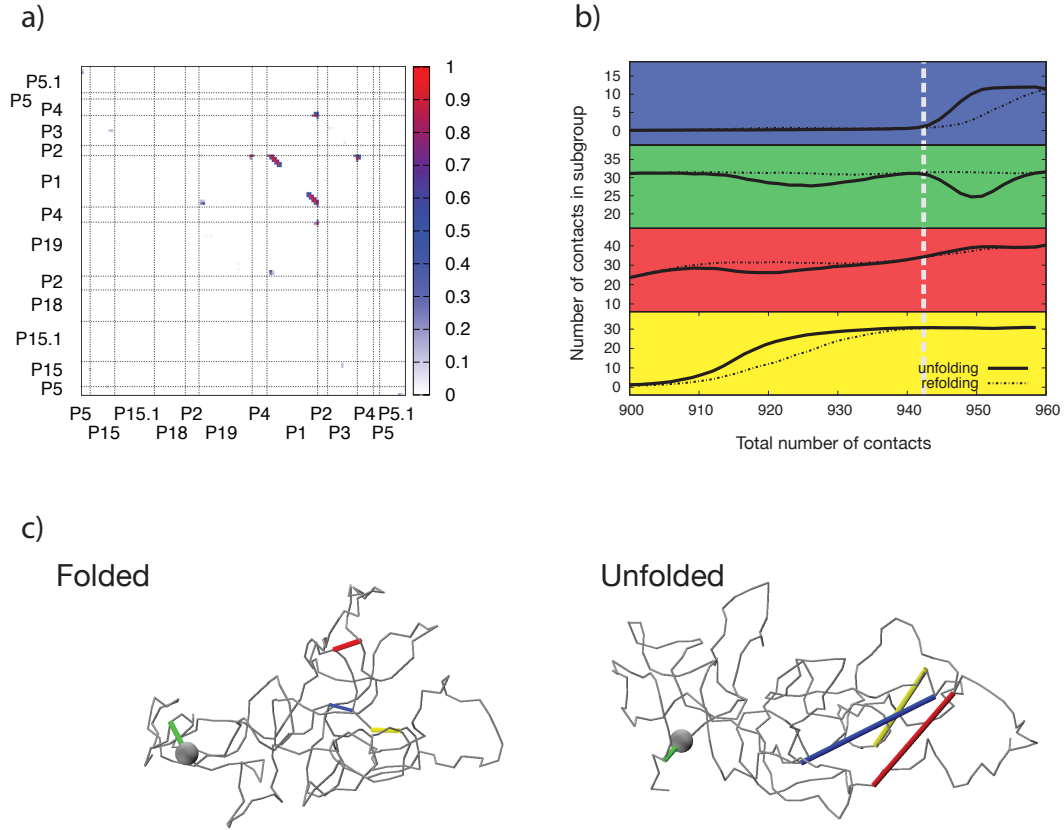 a)
P5.1
P5
P4
P3
P2
P1
P4
P19
P2
P18
P15.1
P15
P5
1
0.9
0.8
0.7
0.6
0.5
0.4
0.3
0.2
0.1
0
P5 P15.1 P2 P4 P2 P4 P5.1
P15 P18 P19 P1 P3 P5
b)
Number of contacts in subgroup
15
10
5
0
35
30
25
20
40
30
20
10
30
20
10
0
unfolding
refolding
900 910 920 930 940 950 960
Total number of contacts
c)
Folded
Unfolded